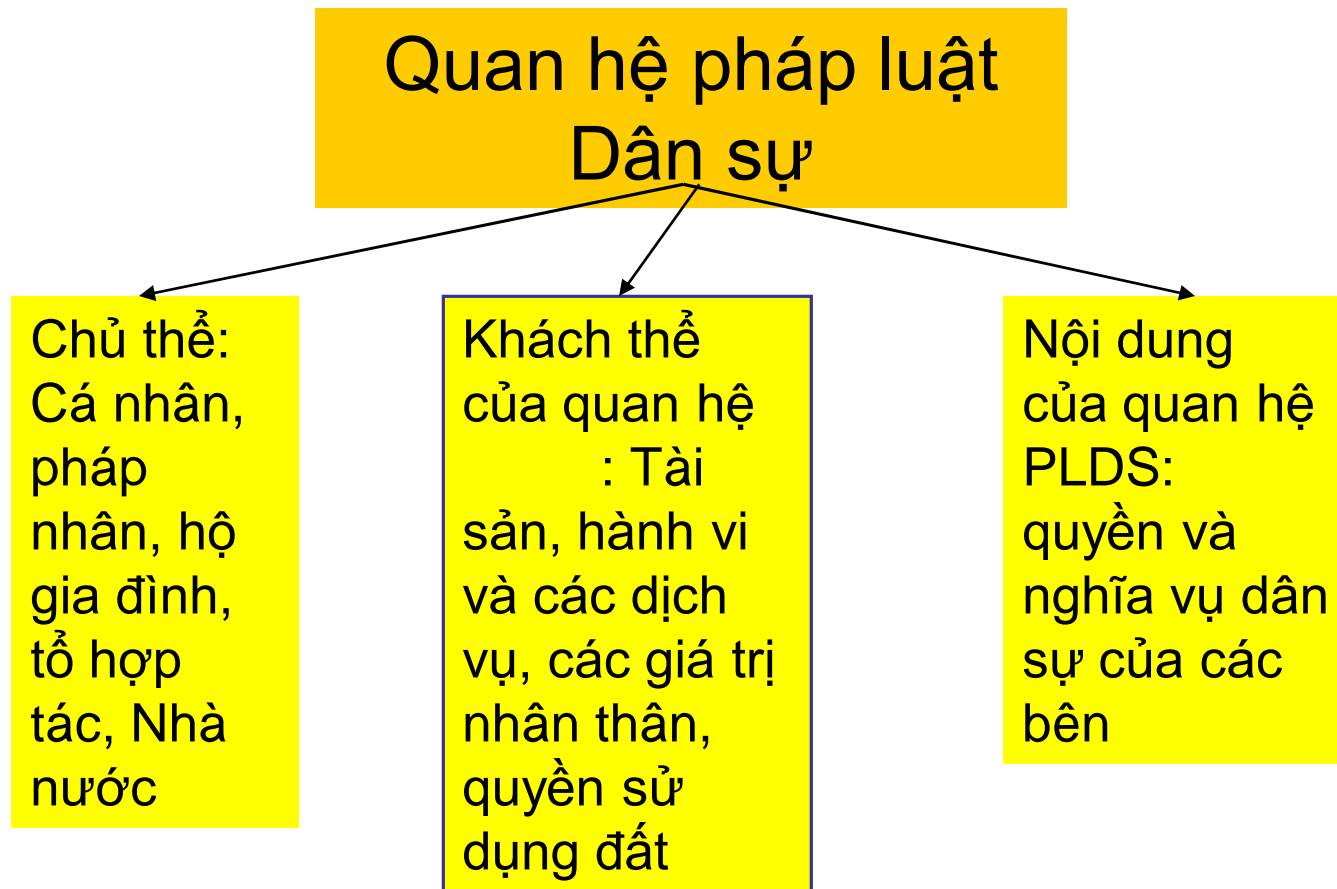 Quan hệ pháp luật
Dân sự
Chủ thể:
Cá nhân,
pháp
nhân, hộ
gia đình,
tổ hợp
tác, Nhà
nước
Khách thể
của quan hệ
: Tài
sản, hành vi
và các dịch
vụ, các giá trị
nhân thân,
quyền sử
dụng đất
Nội dung
của quan hệ
PLDS:
quyền và
nghĩa vụ dân
sự của các
bên